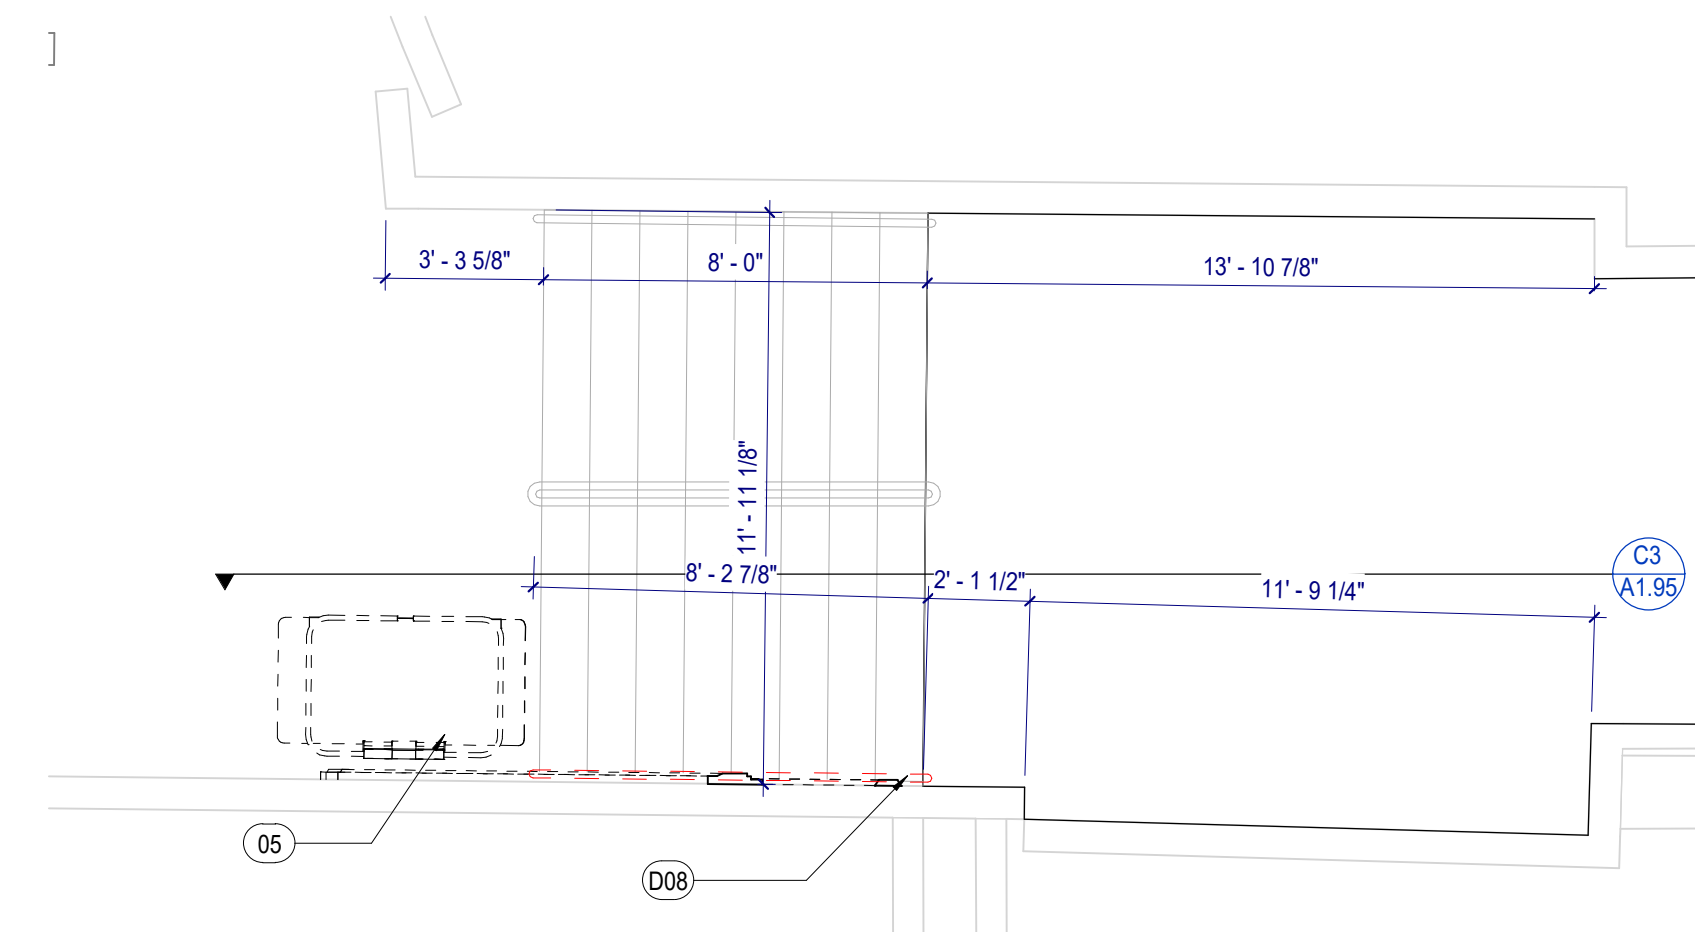 ]
3' - 3 5/8"
8' - 0"
13' - 10 7/8"
11' - 11 1/8"
8' - 2 7/8"
2' - 1 1/2"
11' - 9 1/4"
C3
A1.95
05
D08